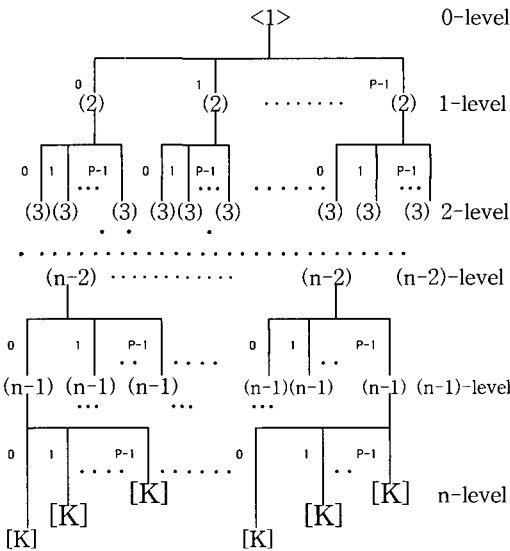 <1> 0-level
0 1 P-1
(2) (2) ........ (2) 1-level
0 1 P-1 0 1 P-1 0 1 P-1
... ... ...
(3)(3) (3) (3)(3) (3) ...... (3) (3) (3) 2-level
(n-2) ............ (n-2) (n-2)-level
0 1 P-1 0 1 P-1
(n-1) (n-1) (n-1) (n-1)(n-1) (n-1) (n-1)-level
... ... ...
0 1 P-1 0 1 P-1
[K] [K] n-level
[K] [K]
[K] [K]